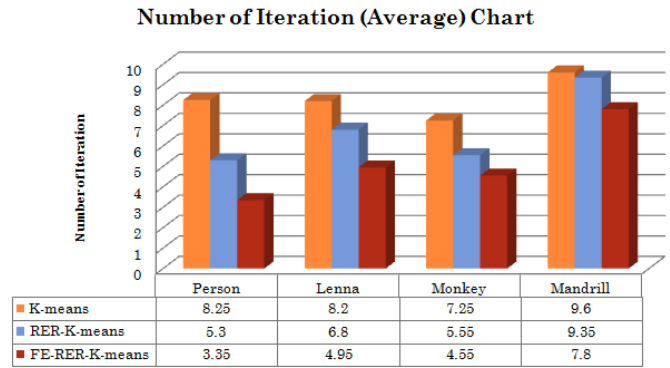 Number of Iteration (Average) Chart
Number of Iteration
10
9
8
7
6
5
4
3
2
1
0
Person Lenna Monkey Mandrill
K-means 8.25 8.2 7.25 9.6
RER-K-means 5.3 6.8 5.55 9.35
FE-RER-K-means 3.35 4.95 4.55 7.8